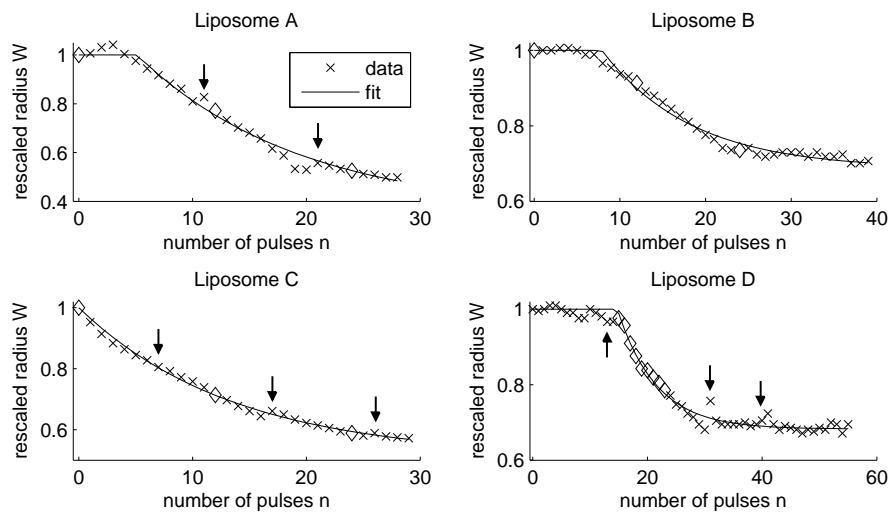 Liposome A
1
0.8
0.6
0.4
0
10
20
30
rescaled radius W
number of pulses n
data
fit
Liposome B
1
0.8
0.6
0
10
20
30
40
rescaled radius W
number of pulses n
Liposome C
1
0.8
0.6
0
10
20
30
rescaled radius W
number of pulses n
Liposome D
1
0.8
0.6
0
20
40
60
rescaled radius W
number of pulses n